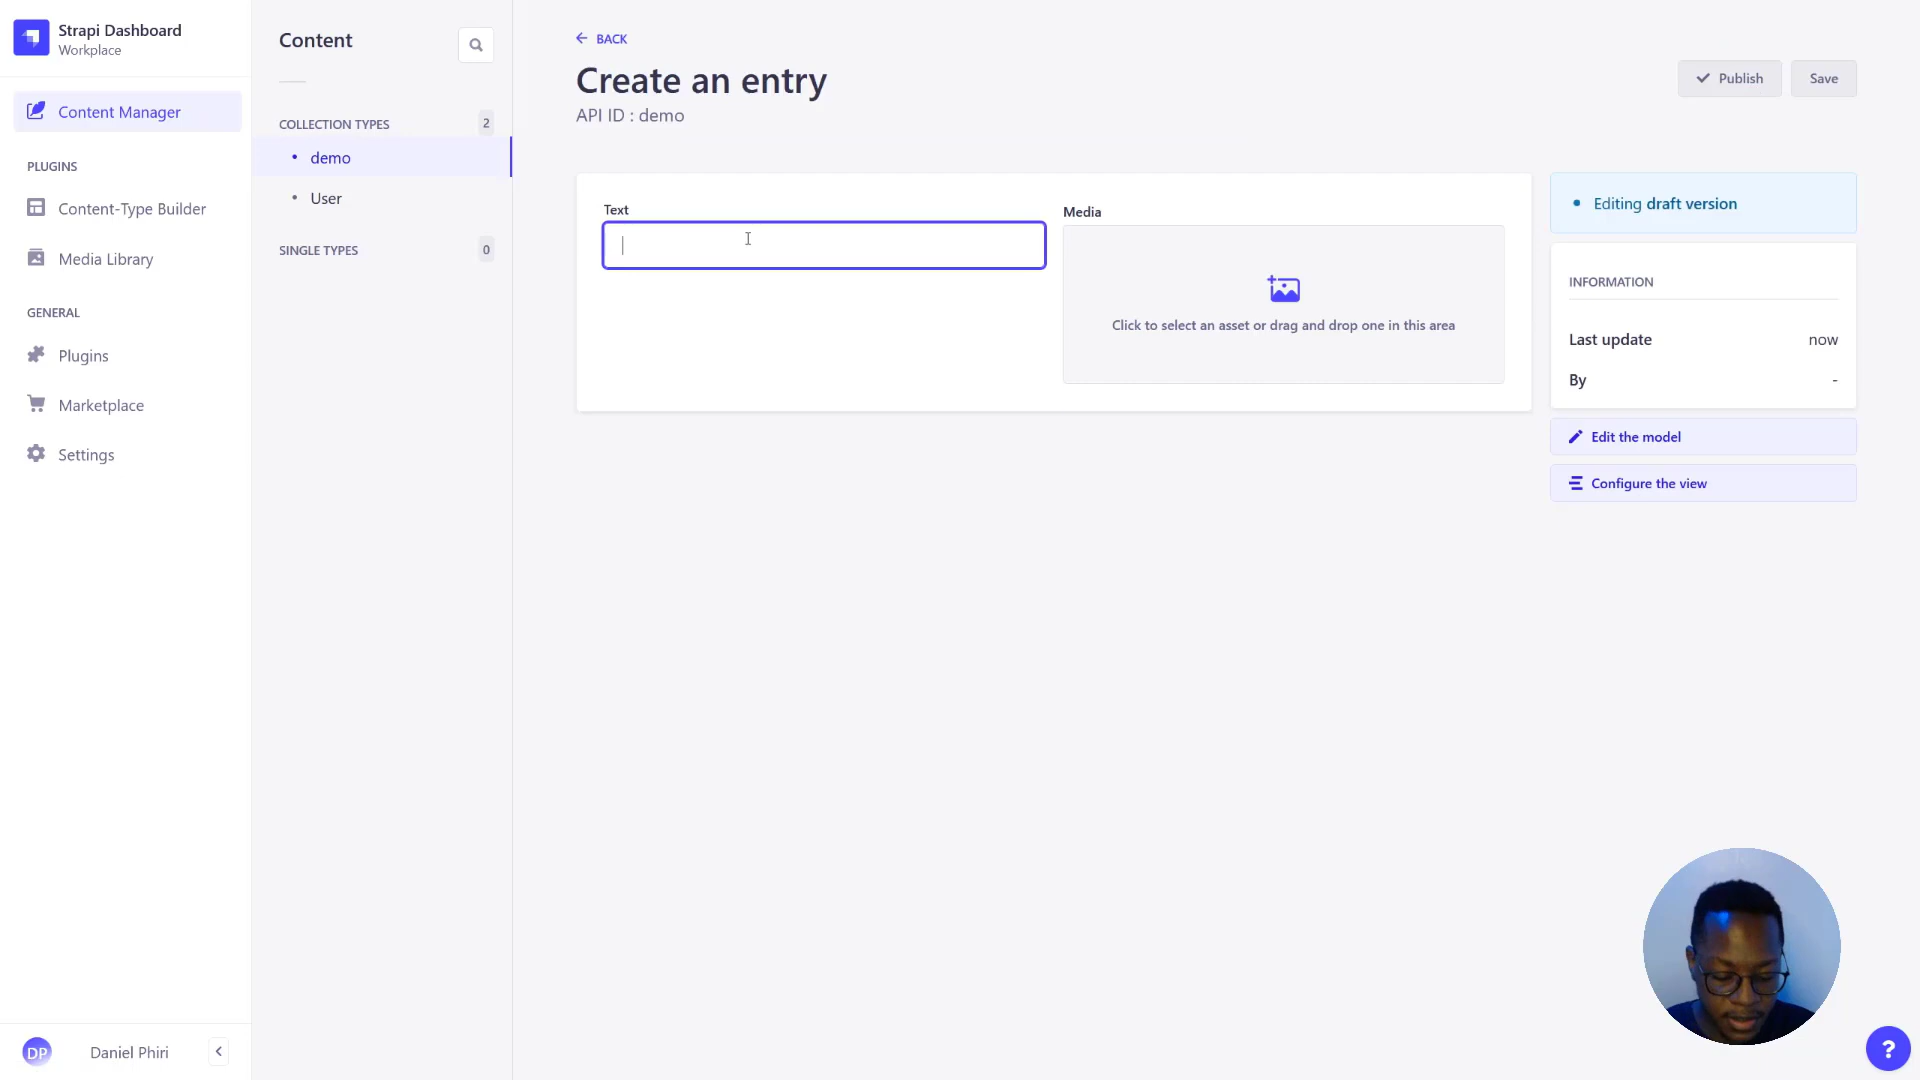 Strapi Dashboard
Workplace
Content Manager
PLUGINS
Content-Type Builder
Media Library
GENERAL
Plugins
Marketplace
Settings
DP
Daniel Phiri
Content
COLLECTION TYPES
2
demo
User
SINGLE TYPES
0
BACK
Create an entry
API ID : demo
Publish
Save
Text
Media
Click to select an asset or drag and drop one in this area
Editing draft version
INFORMATION
Last update
now
By
-
Edit the model
Configure the view
?